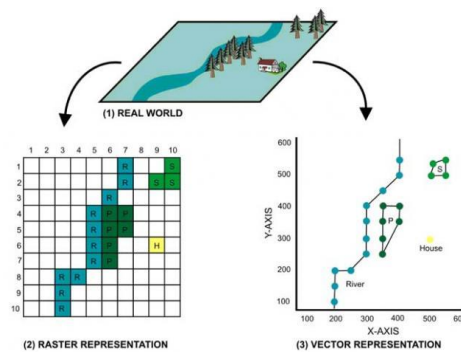 (1) REAL WORLD
1 2 3 4 5 6 7 8 9 10
1 R S
2 R S S
3 R
4 R P P
5 R P P
6 R P H
7 R P
8 R R
9 R
10 R
(2) RASTER REPRESENTATION
600
500
400
300
200
100
Y-AXIS
S
P
House
River
200 300 400 500 600
X-AXIS
(3) VECTOR REPRESENTATION